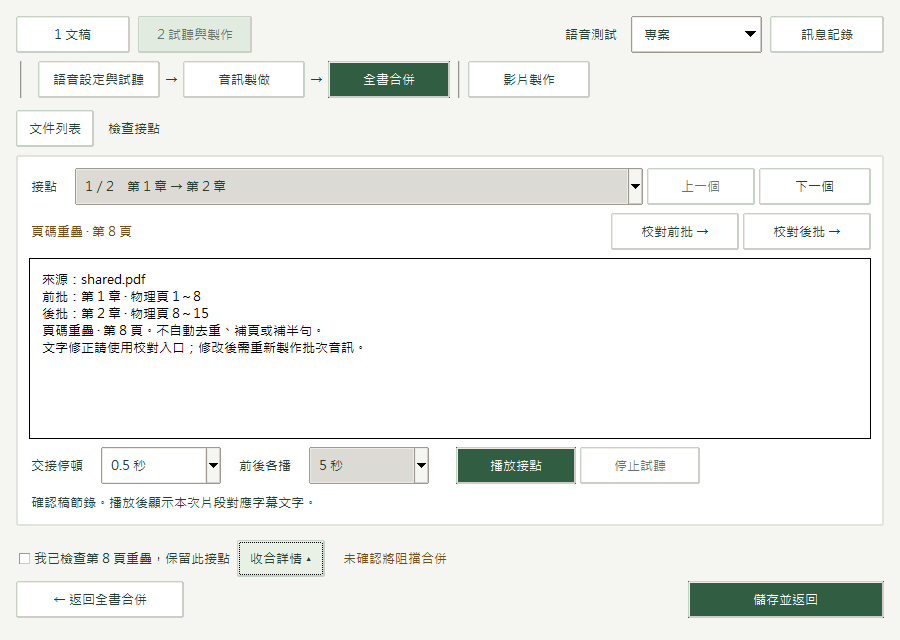 1 文稿
2 試聽與製作
語音測試
專案
訊息記錄
語音設定與試聽
→
音訊製做
→
全書合併
影片製作
文件列表
檢查接點
接點
1 / 2 第 1 章 → 第 2 章
上一個
下一個
頁碼重疊 · 第 8 頁
校對前批 →
校對後批 →
來源：shared.pdf
前批：第 1 章 · 物理頁 1～8
後批：第 2 章 · 物理頁 8～15
頁碼重疊 · 第 8 頁。不自動去重、補頁或補半句。
文字修正請使用校對入口；修改後需重新製作批次音訊。
交接停頓
0.5 秒
前後各播
5 秒
播放接點
停止試聽
確認稿節錄。播放後顯示本次片段對應字幕文字。
我已檢查第 8 頁重疊，保留此接點
收合詳情 ▴
未確認將阻擋合併
← 返回全書合併
儲存並返回